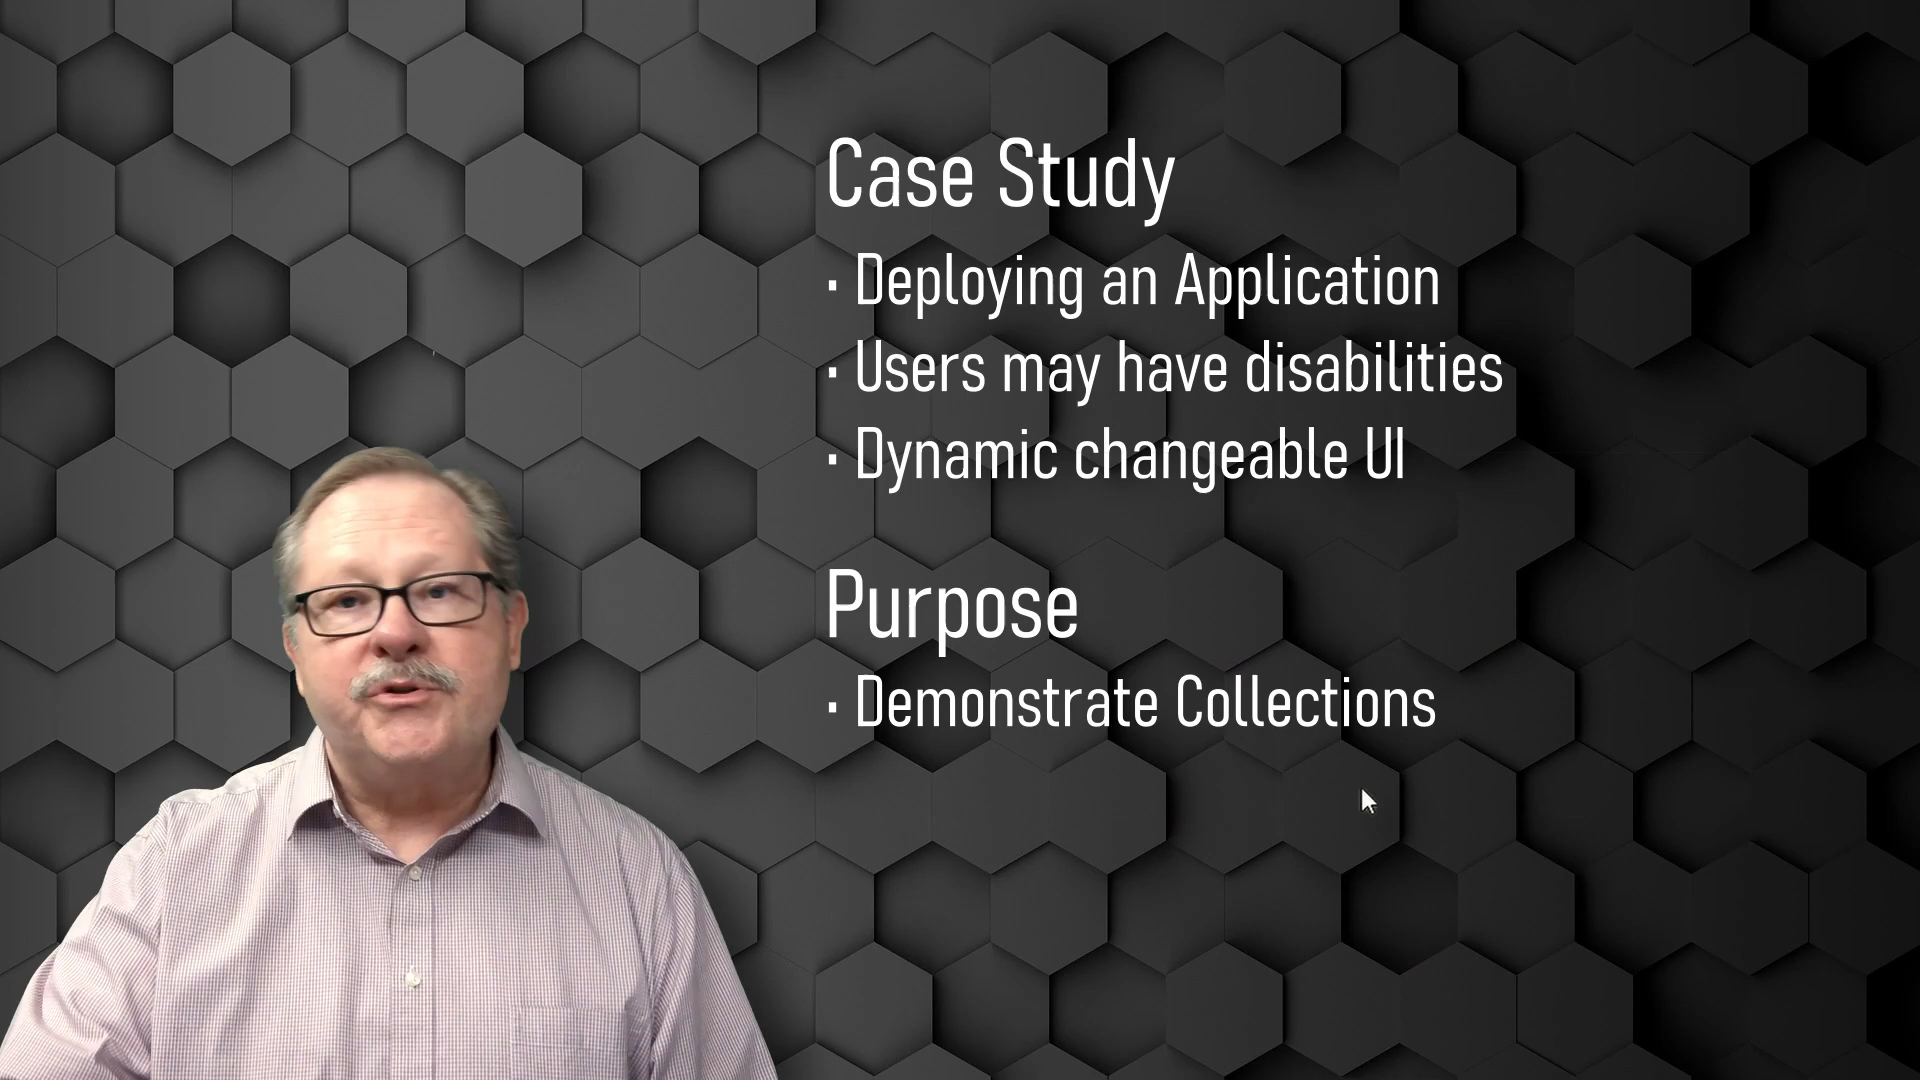 Case Study
· Deploying an Application
· Users may have disabilities
· Dynamic changeable UI
Purpose
· Demonstrate Collections